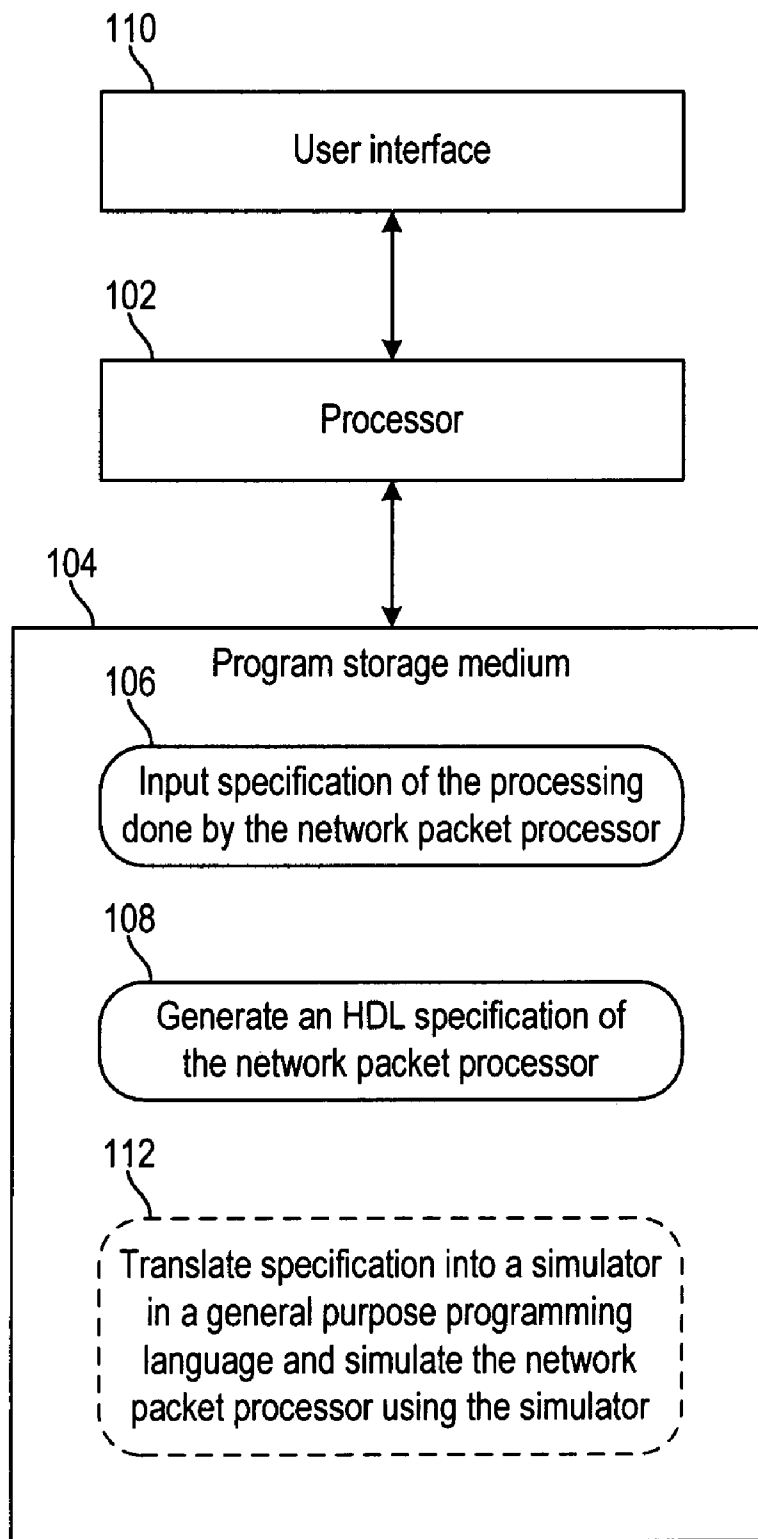 110
User interface
102
Processor
104
Program storage medium
106
Input specification of the processing
done by the network packet processor
108
Generate an HDL specification of
the network packet processor
112
Translate specification into a simulator
in a general purpose programming
language and simulate the network
packet processor using the simulator